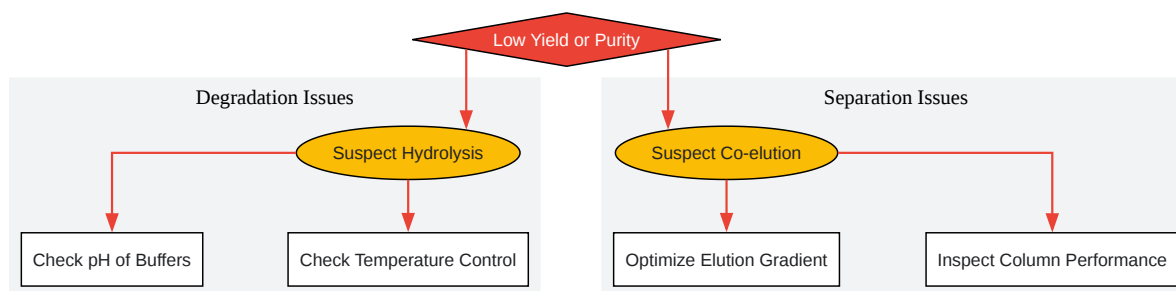 Low Yield or Purity
Degradation Issues
Separation Issues
Suspect Hydrolysis
Suspect Co-elution
Check pH of Buffers
Check Temperature Control
Optimize Elution Gradient
Inspect Column Performance